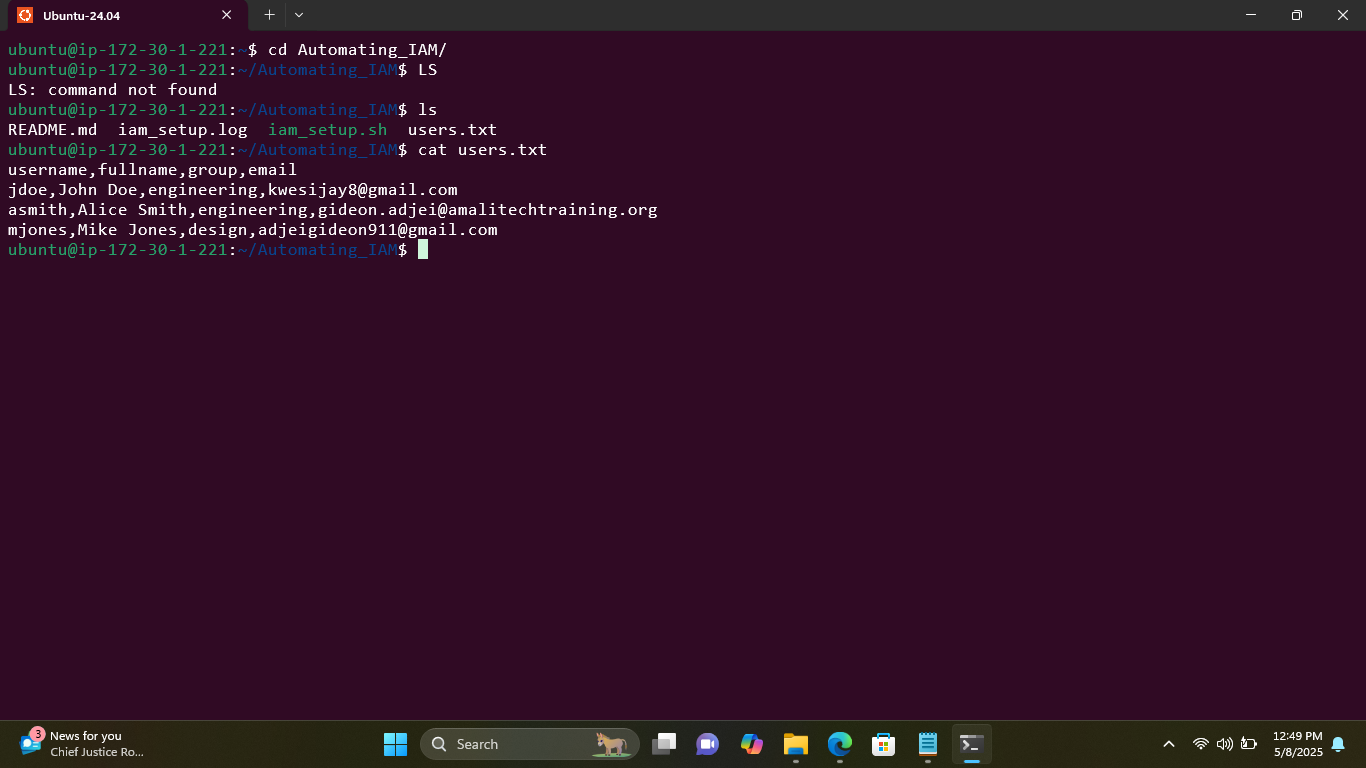 Ubuntu-24.04
ubuntu@ip-172-30-1-221:~$ cd Automating_IAM/
ubuntu@ip-172-30-1-221:~/Automating_IAM$ LS
LS: command not found
ubuntu@ip-172-30-1-221:~/Automating_IAM$ ls
README.md  iam_setup.log  iam_setup.sh  users.txt
ubuntu@ip-172-30-1-221:~/Automating_IAM$ cat users.txt
username,fullname,group,email
jdoe,John Doe,engineering,kwesijay8@gmail.com
asmith,Alice Smith,engineering,gideon.adjei@amalitechtraining.org
mjones,Mike Jones,design,adjeigideon911@gmail.com
ubuntu@ip-172-30-1-221:~/Automating_IAM$
3
News for you
Chief Justice Ro...
Search
12:49 PM
5/8/2025